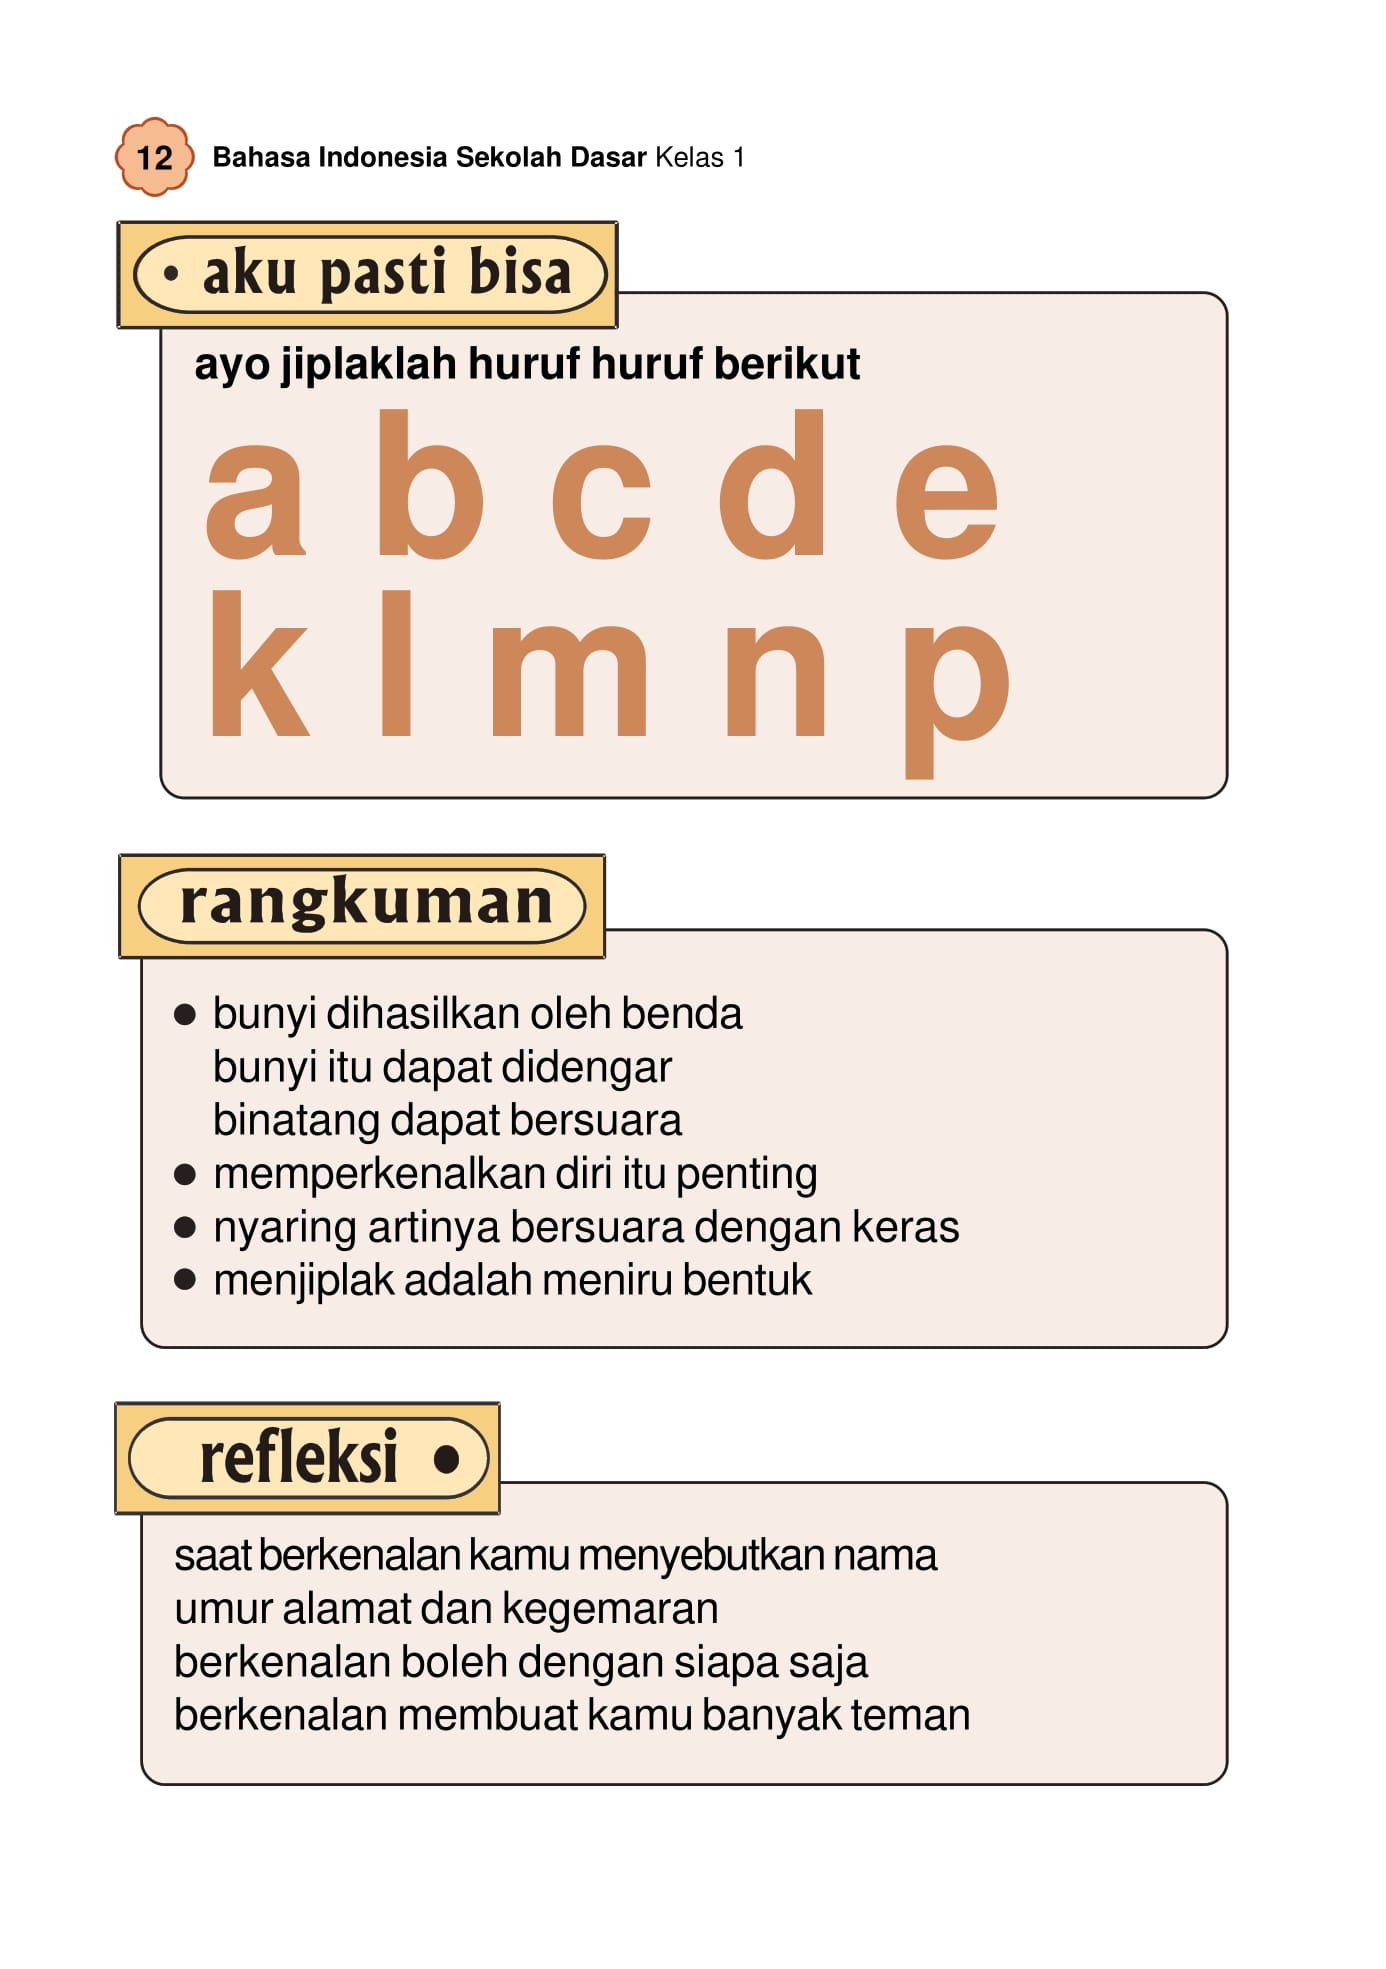 12 Bahasa Indonesia Sekolah Dasar Kelas 1
• aku pasti bisa
ayo jiplaklah huruf huruf berikut
a b c d e
k l m n p
rangkuman
● bunyi dihasilkan oleh benda
bunyi itu dapat didengar
binatang dapat bersuara
● memperkenalkan diri itu penting
● nyaring artinya bersuara dengan keras
● menjiplak adalah meniru bentuk
refleksi ●
saat berkenalan kamu menyebutkan nama
umur alamat dan kegemaran
berkenalan boleh dengan siapa saja
berkenalan membuat kamu banyak teman